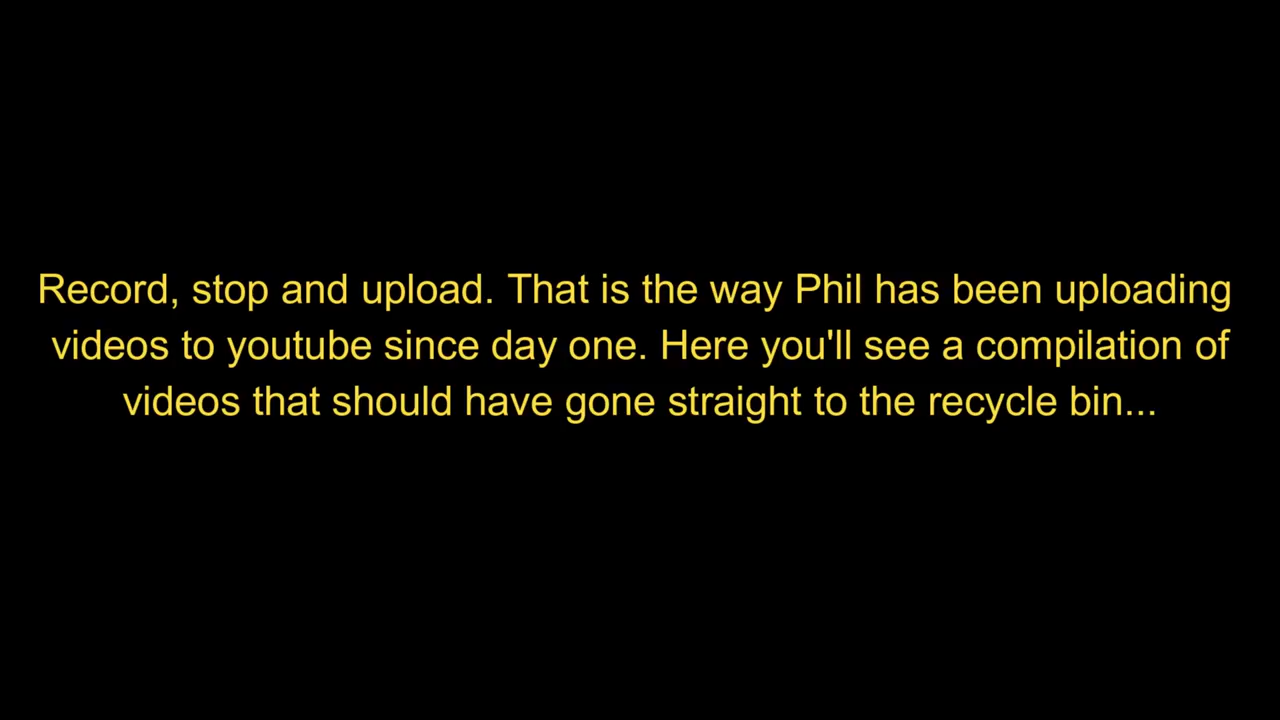 Record, stop and upload. That is the way Phil has been uploading
videos to youtube since day one. Here you'll see a compilation of
videos that should have gone straight to the recycle bin...